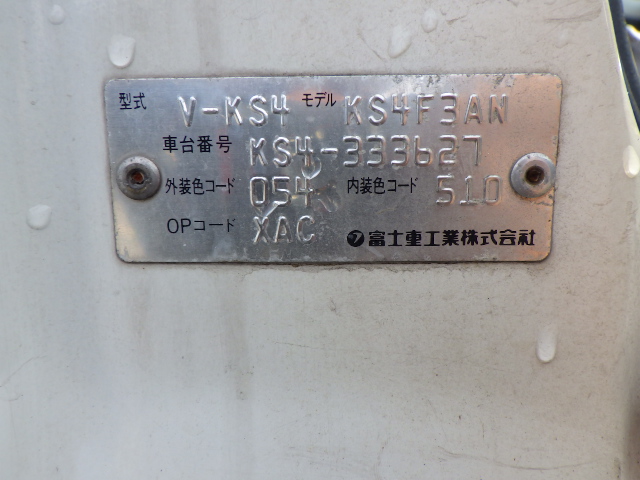 型式 V-KS4 モデル KS4F3AN
車台番号 KS4-333627
外装色コード 054 内装色コード 510
OPコード XAC 富士重工業株式会社